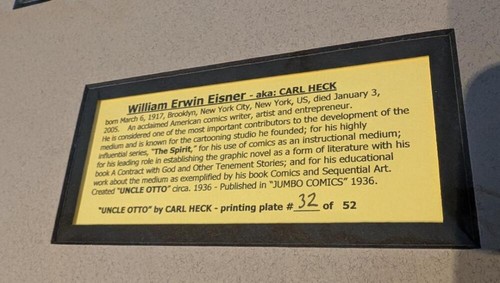 William Erwin Eisner - aka: CARL HECK
born March 6, 1917, Brooklyn, New York City, New York, US, died January 3,
2005. An acclaimed American comics writer, artist and entrepreneur.
He is considered one of the most important contributors to the development of the
medium and is known for the cartooning studio he founded; for his highly
influential series, "The Spirit," for his use of comics as an instructional medium;
for his leading role in establishing the graphic novel as a form of literature with his
book A Contract with God and Other Tenement Stories; and for his educational
work about the medium as exemplified by his book Comics and Sequential Art.
Created "UNCLE OTTO" circa. 1936 - Published in "JUMBO COMICS" 1936.
"UNCLE OTTO" by CARL HECK - printing plate # 32 of 52